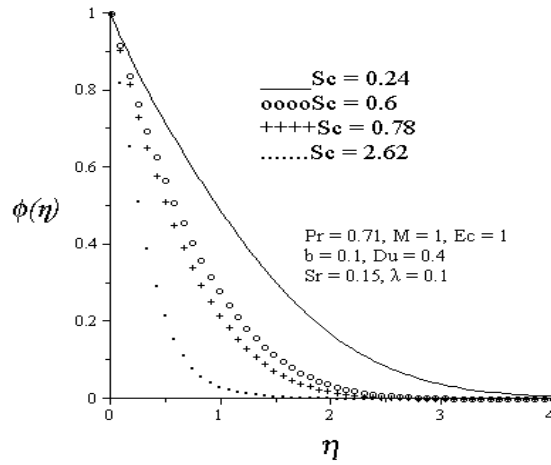 1
____Sc = 0.24
0.8
ooooSc = 0.6
++++Sc = 0.78
.......Sc = 2.62
0.6
ϕ(η)
Pr = 0.71, M = 1, Ec = 1
0.4
b = 0.1, Du = 0.4
Sr = 0.15, λ = 0.1
0.2
0
0 1 2 3 4
η